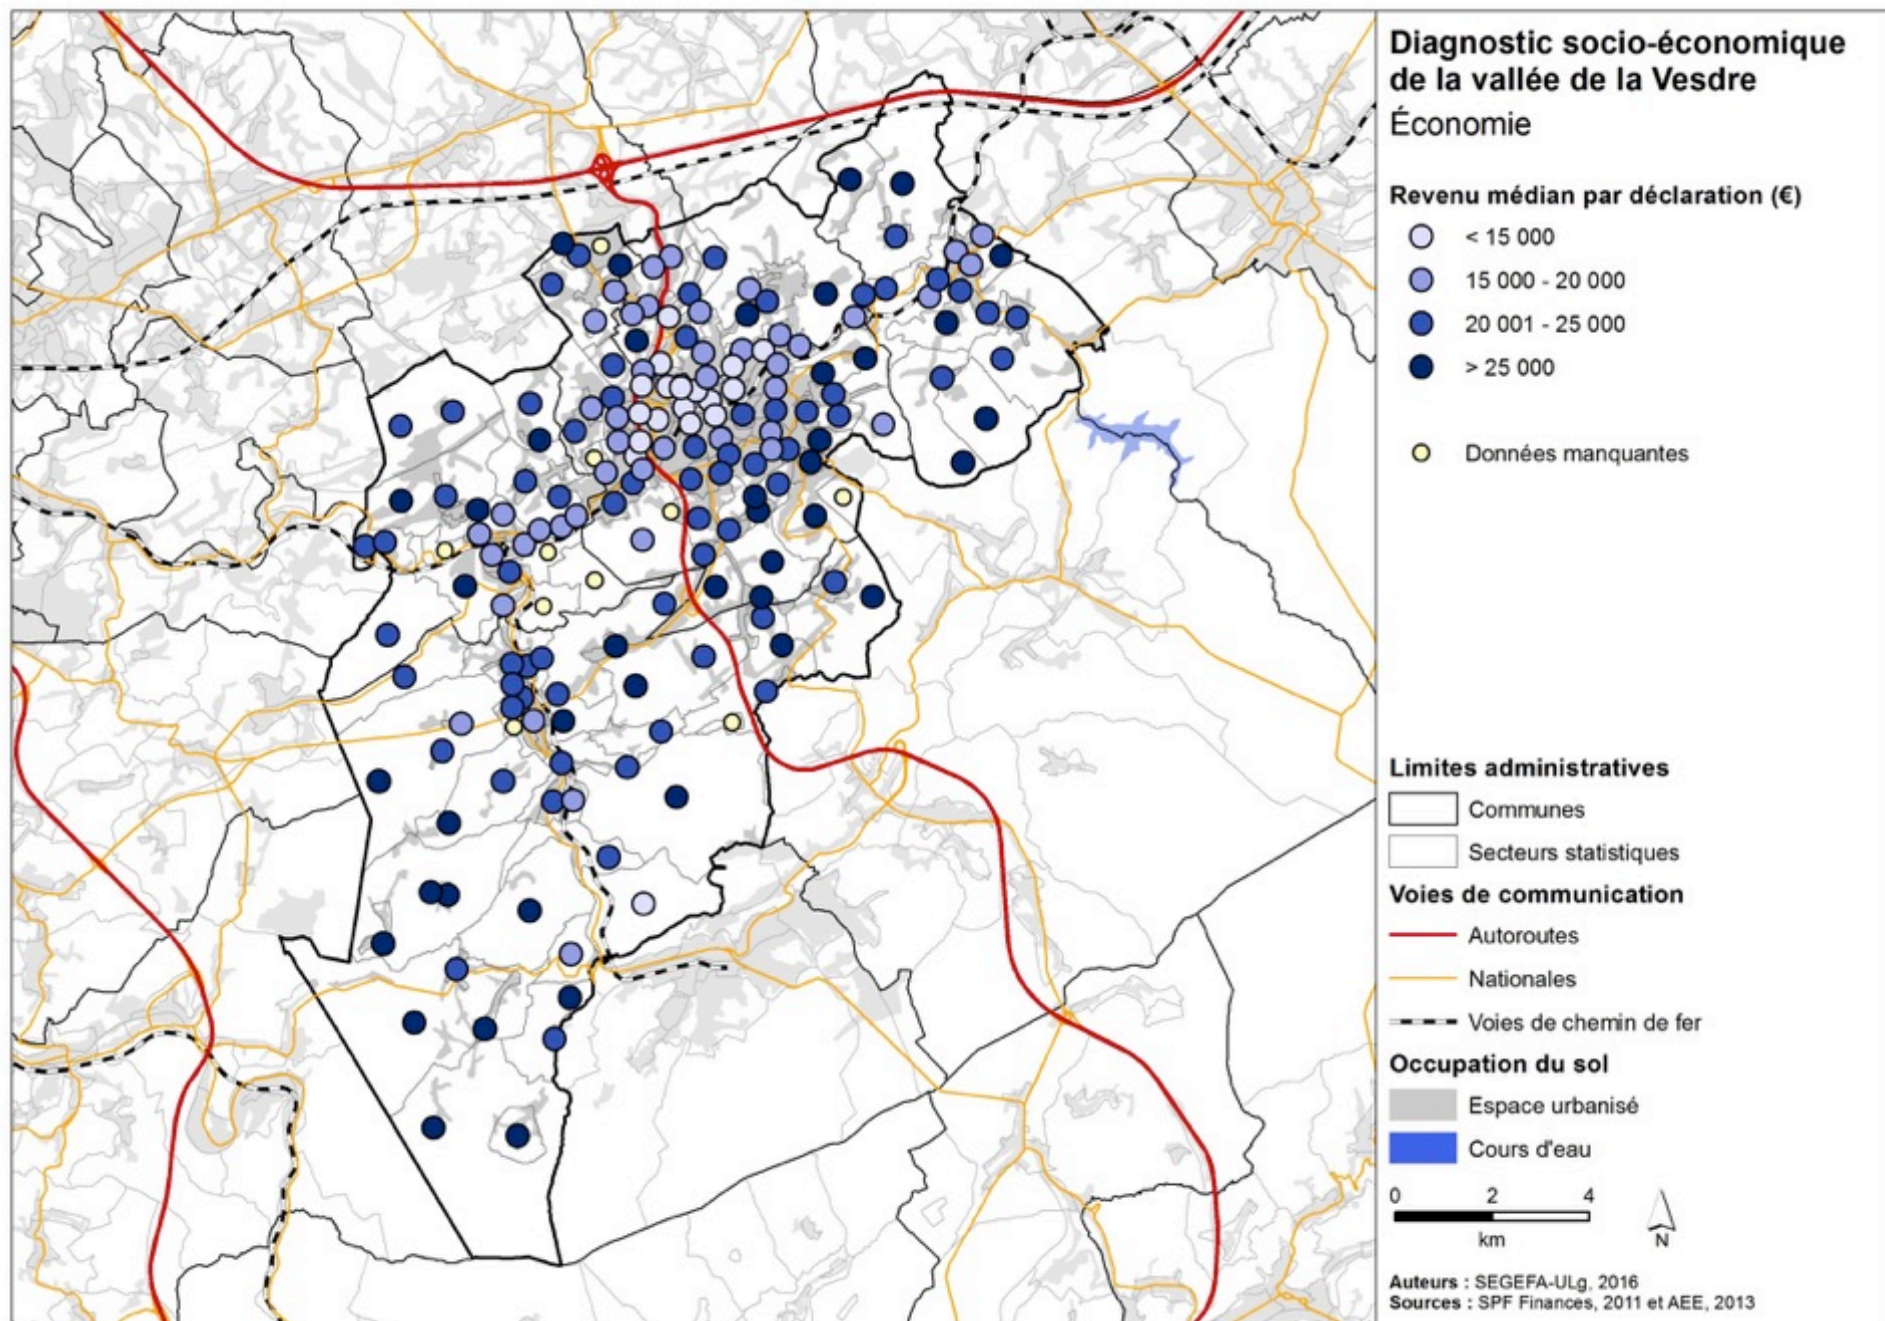 Diagnostic socio-économique
de la vallée de la Vesdre
Économie
Revenu médian par déclaration (€)
< 15 000
15 000 - 20 000
20 001 - 25 000
> 25 000
Données manquantes
Limites administratives
Communes
Secteurs statistiques
Voies de communication
Autoroutes
Nationales
Voies de chemin de fer
Occupation du sol
Espace urbanisé
Cours d'eau
0 2 4
km
N
Auteurs : SEGEFA-ULg, 2016
Sources : SPF Finances, 2011 et AEE, 2013